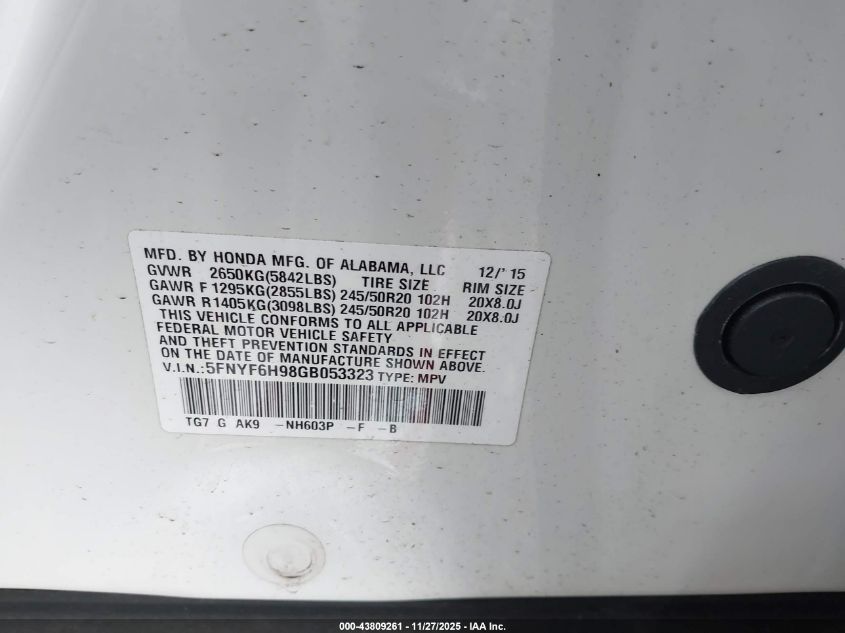 MFD. BY HONDA MFG. OF ALABAMA, LLC 12/'15
GVWR 2650KG(5842LBS) TIRE SIZE RIM SIZE
GAWR F 1295KG(2855LBS) 245/50R20 102H 20X8.0J
GAWR R1405KG(3098LBS) 245/50R20 102H 20X8.0J
THIS VEHICLE CONFORMS TO ALL APPLICABLE
FEDERAL MOTOR VEHICLE SAFETY
AND THEFT PREVENTION STANDARDS IN EFFECT
ON THE DATE OF MANUFACTURE SHOWN ABOVE.
V.I.N.:5FNYF6H98GB053323 TYPE: MPV
TG7 G AK9 -NH603P -F -B
000-43809261 - 11/27/2025 - IAA Inc.